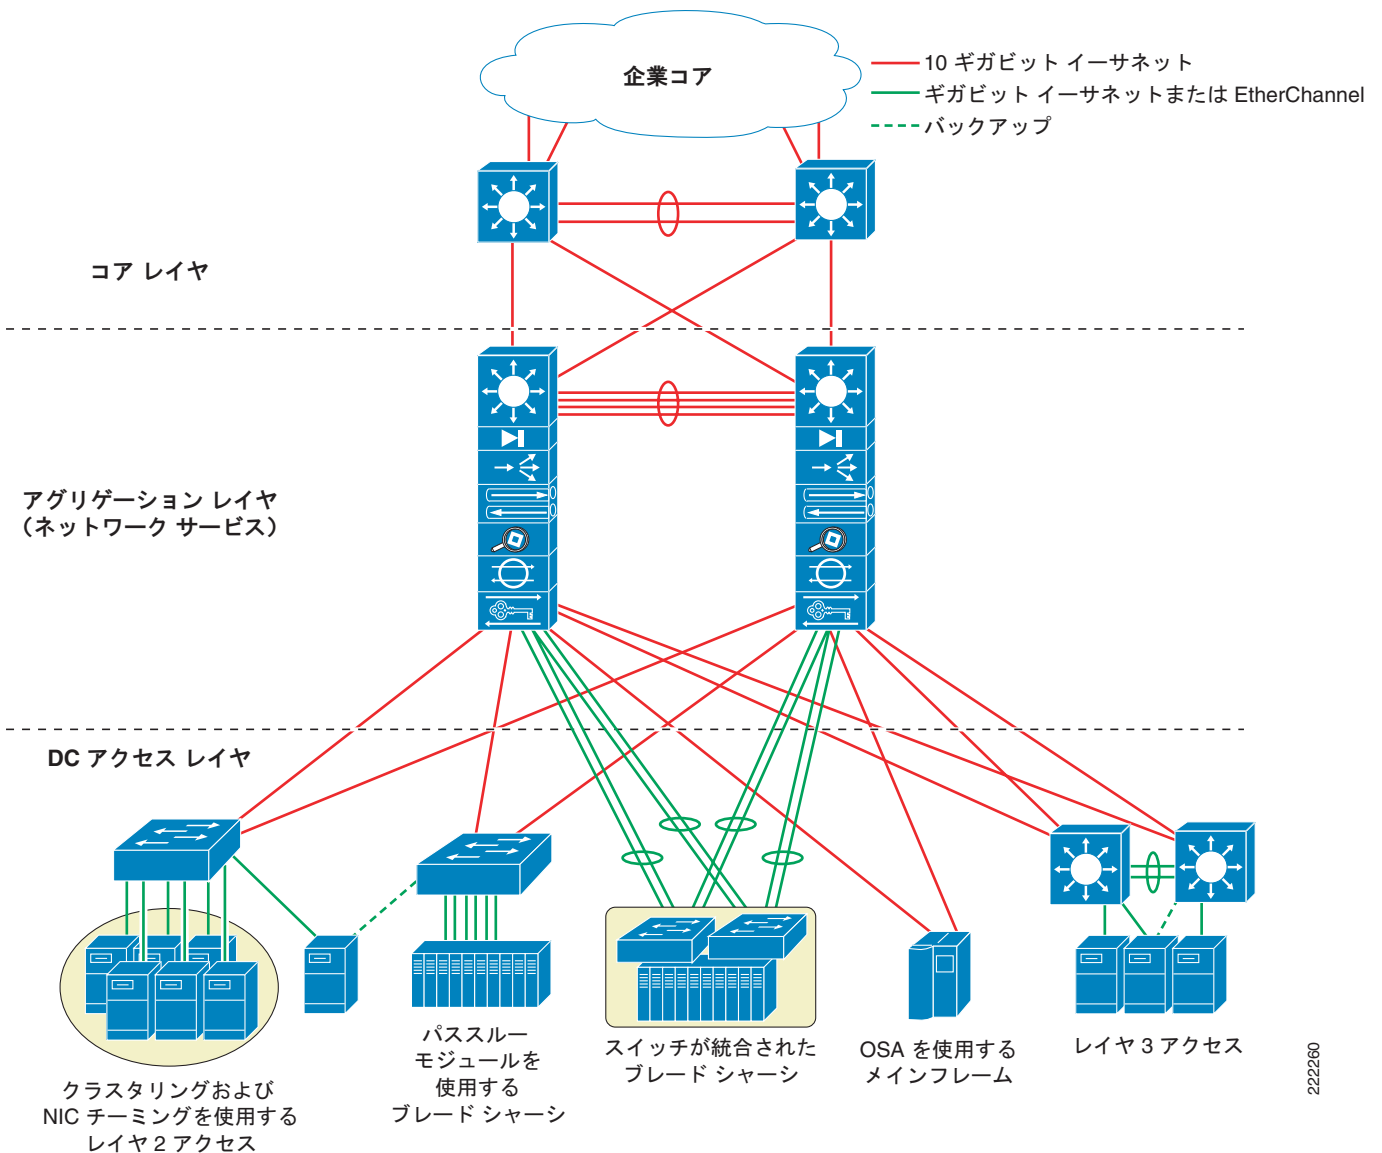 企業コア
10 ギガビット イーサネット
ギガビット イーサネットまたは EtherChannel
バックアップ
コア レイヤ
アグリゲーション レイヤ
(ネットワーク サービス)
DC アクセス レイヤ
クラスタリングおよび
NIC チーミングを使用する
レイヤ 2 アクセス
パススルー
モジュールを
使用する
ブレード シャーシ
スイッチが統合された
ブレード シャーシ
OSA を使用する
メインフレーム
レイヤ 3 アクセス
222260